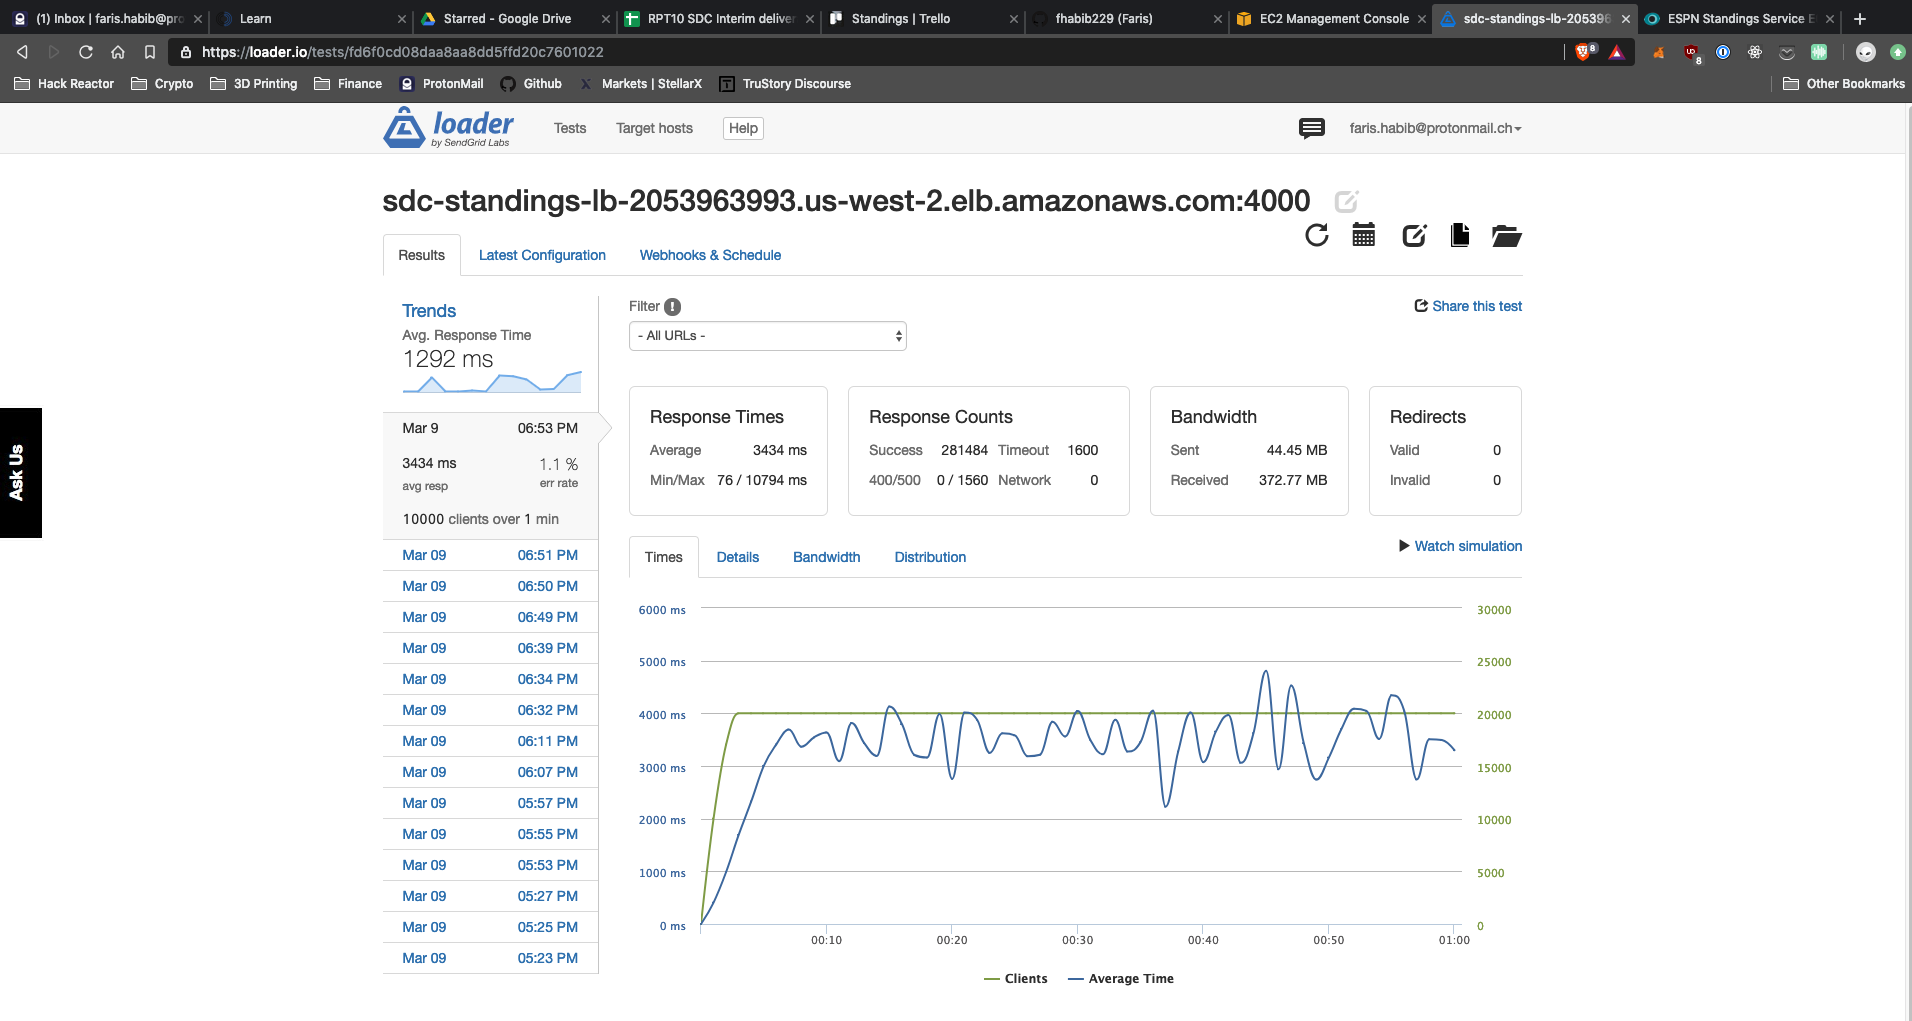 (1) Inbox | faris.habib@pro
Learn
Starred - Google Drive
RPT10 SDC Interim deliver
Standings | Trello
fhabib229 (Faris)
EC2 Management Console
sdc-standings-lb-205396
ESPN Standings Service E
https://loader.io/tests/fd6f0cd08daa8aa8dd5ffd20c7601022
8
8
Hack Reactor
Crypto
3D Printing
Finance
ProtonMail
Github
Markets | StellarX
TruStory Discourse
Other Bookmarks
loader
by SendGrid Labs
Tests
Target hosts
Help
faris.habib@protonmail.ch
sdc-standings-lb-2053963993.us-west-2.elb.amazonaws.com:4000
Results
Latest Configuration
Webhooks & Schedule
Trends
Avg. Response Time
1292 ms
Mar 9 06:53 PM
3434 ms 1.1 %
avg resp err rate
10000 clients over 1 min
Mar 09 06:51 PM
Mar 09 06:50 PM
Mar 09 06:49 PM
Mar 09 06:39 PM
Mar 09 06:34 PM
Mar 09 06:32 PM
Mar 09 06:11 PM
Mar 09 06:07 PM
Mar 09 05:57 PM
Mar 09 05:55 PM
Mar 09 05:53 PM
Mar 09 05:27 PM
Mar 09 05:25 PM
Mar 09 05:23 PM
Ask Us
Filter !
- All URLs -
Share this test
Response Times
Average 3434 ms
Min/Max 76 / 10794 ms
Response Counts
Success 281484 Timeout 1600
400/500 0 / 1560 Network 0
Bandwidth
Sent 44.45 MB
Received 372.77 MB
Redirects
Valid 0
Invalid 0
Times
Details
Bandwidth
Distribution
Watch simulation
6000 ms 30000
5000 ms 25000
4000 ms 20000
3000 ms 15000
2000 ms 10000
1000 ms 5000
0 ms 0
00:10 00:20 00:30 00:40 00:50 01:00
Clients Average Time